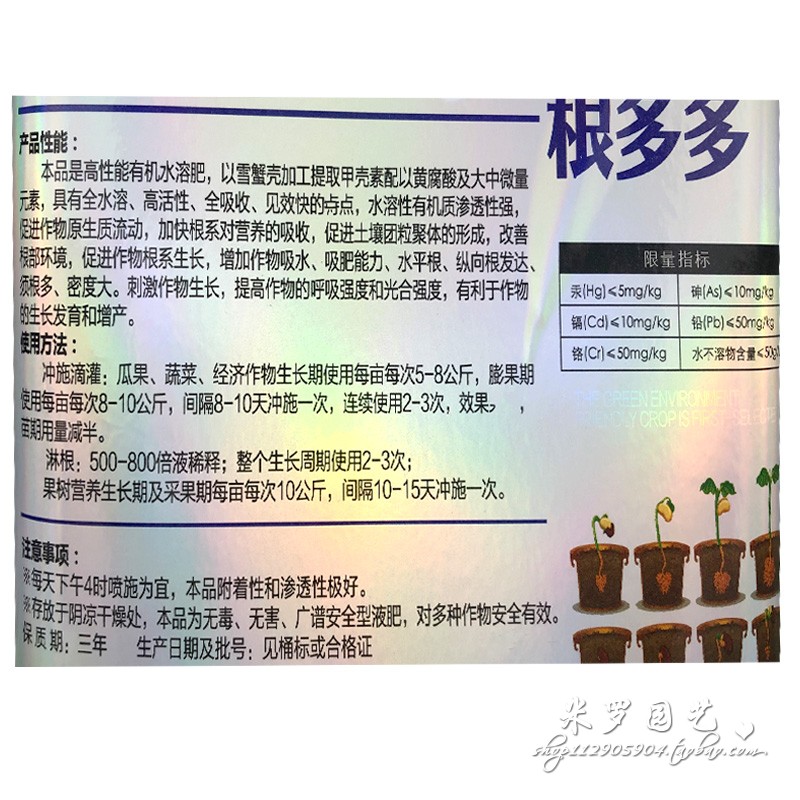 根多多
产品性能：
本品是高性能有机水溶肥，以雪蟹壳加工提取甲壳素配以黄腐酸及大中微量
元素，具有全水溶、高活性、全吸收、见效快的特点，水溶性有机质渗透性强，
促进作物原生质流动，加快根系对营养的吸收，促进土壤团粒聚体的形成，改善
根部环境，促进作物根系生长，增加作物吸水、吸肥能力、水平根、纵向根发达、
须根多、密度大。刺激作物生长，提高作物的呼吸强度和光合强度，有利于作物
的生长发育和增产。
使用方法：
冲施滴灌：瓜果、蔬菜、经济作物生长期使用每亩每次5-8公斤，膨果期
使用每亩每次8-10公斤，间隔8-10天冲施一次，连续使用2-3次，效果 ，
苗期用量减半。
淋根：500-800倍液稀释；整个生长周期使用2-3次；
果树营养生长期及采果期每亩每次10公斤，间隔10-15天冲施一次。
注意事项：
※每天下午4时喷施为宜，本品附着性和渗透性极好。
※存放于阴凉干燥处，本品为无毒、无害、广谱安全型液肥，对多种作物安全有效。
保 质 期：三年 生产日期及批号：见桶标或合格证
限量指标
汞(Hg)≤5mg/kg 砷(As)≤10mg/kg
镉(Cd)≤10mg/kg 铅(Pb)≤50mg/kg
铬(Cr)≤50mg/kg 水不溶物含量≤50g
THE GREEN ENVIRONMENT
CROP IS FIRST SELECTE
米罗园艺
shop112905904.taobao.com